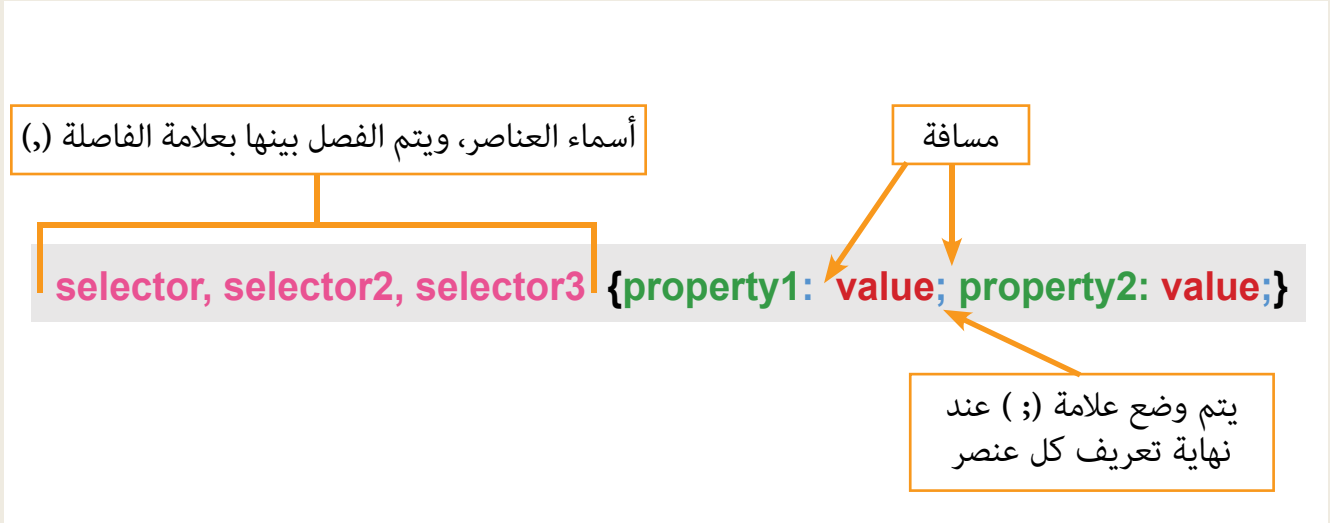 أسماء العناصر، ويتم الفصل بينها بعلامة الفاصلة (,)
مسافة
selector, selector2, selector3 {property1: value; property2: value;}
يتم وضع علامة (; ) عند
نهاية تعريف كل عنصر